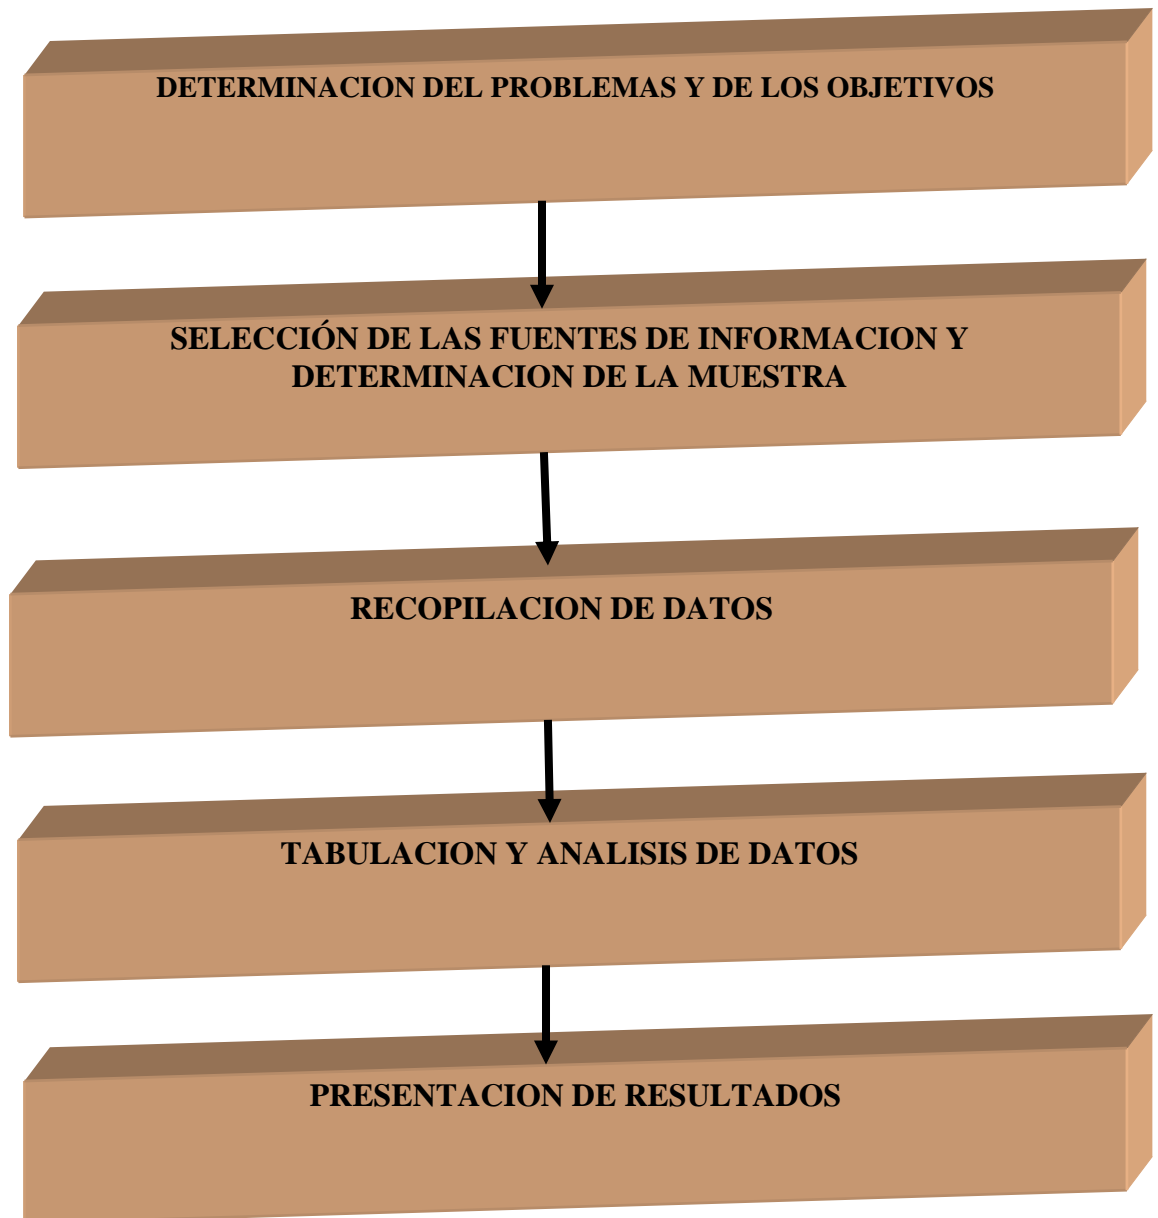 DETERMINACION DEL PROBLEMAS Y DE LOS OBJETIVOS
SELECCIÓN DE LAS FUENTES DE INFORMACION Y
DETERMINACION DE LA MUESTRA
RECOPILACION DE DATOS
TABULACION Y ANALISIS DE DATOS
PRESENTACION DE RESULTADOS